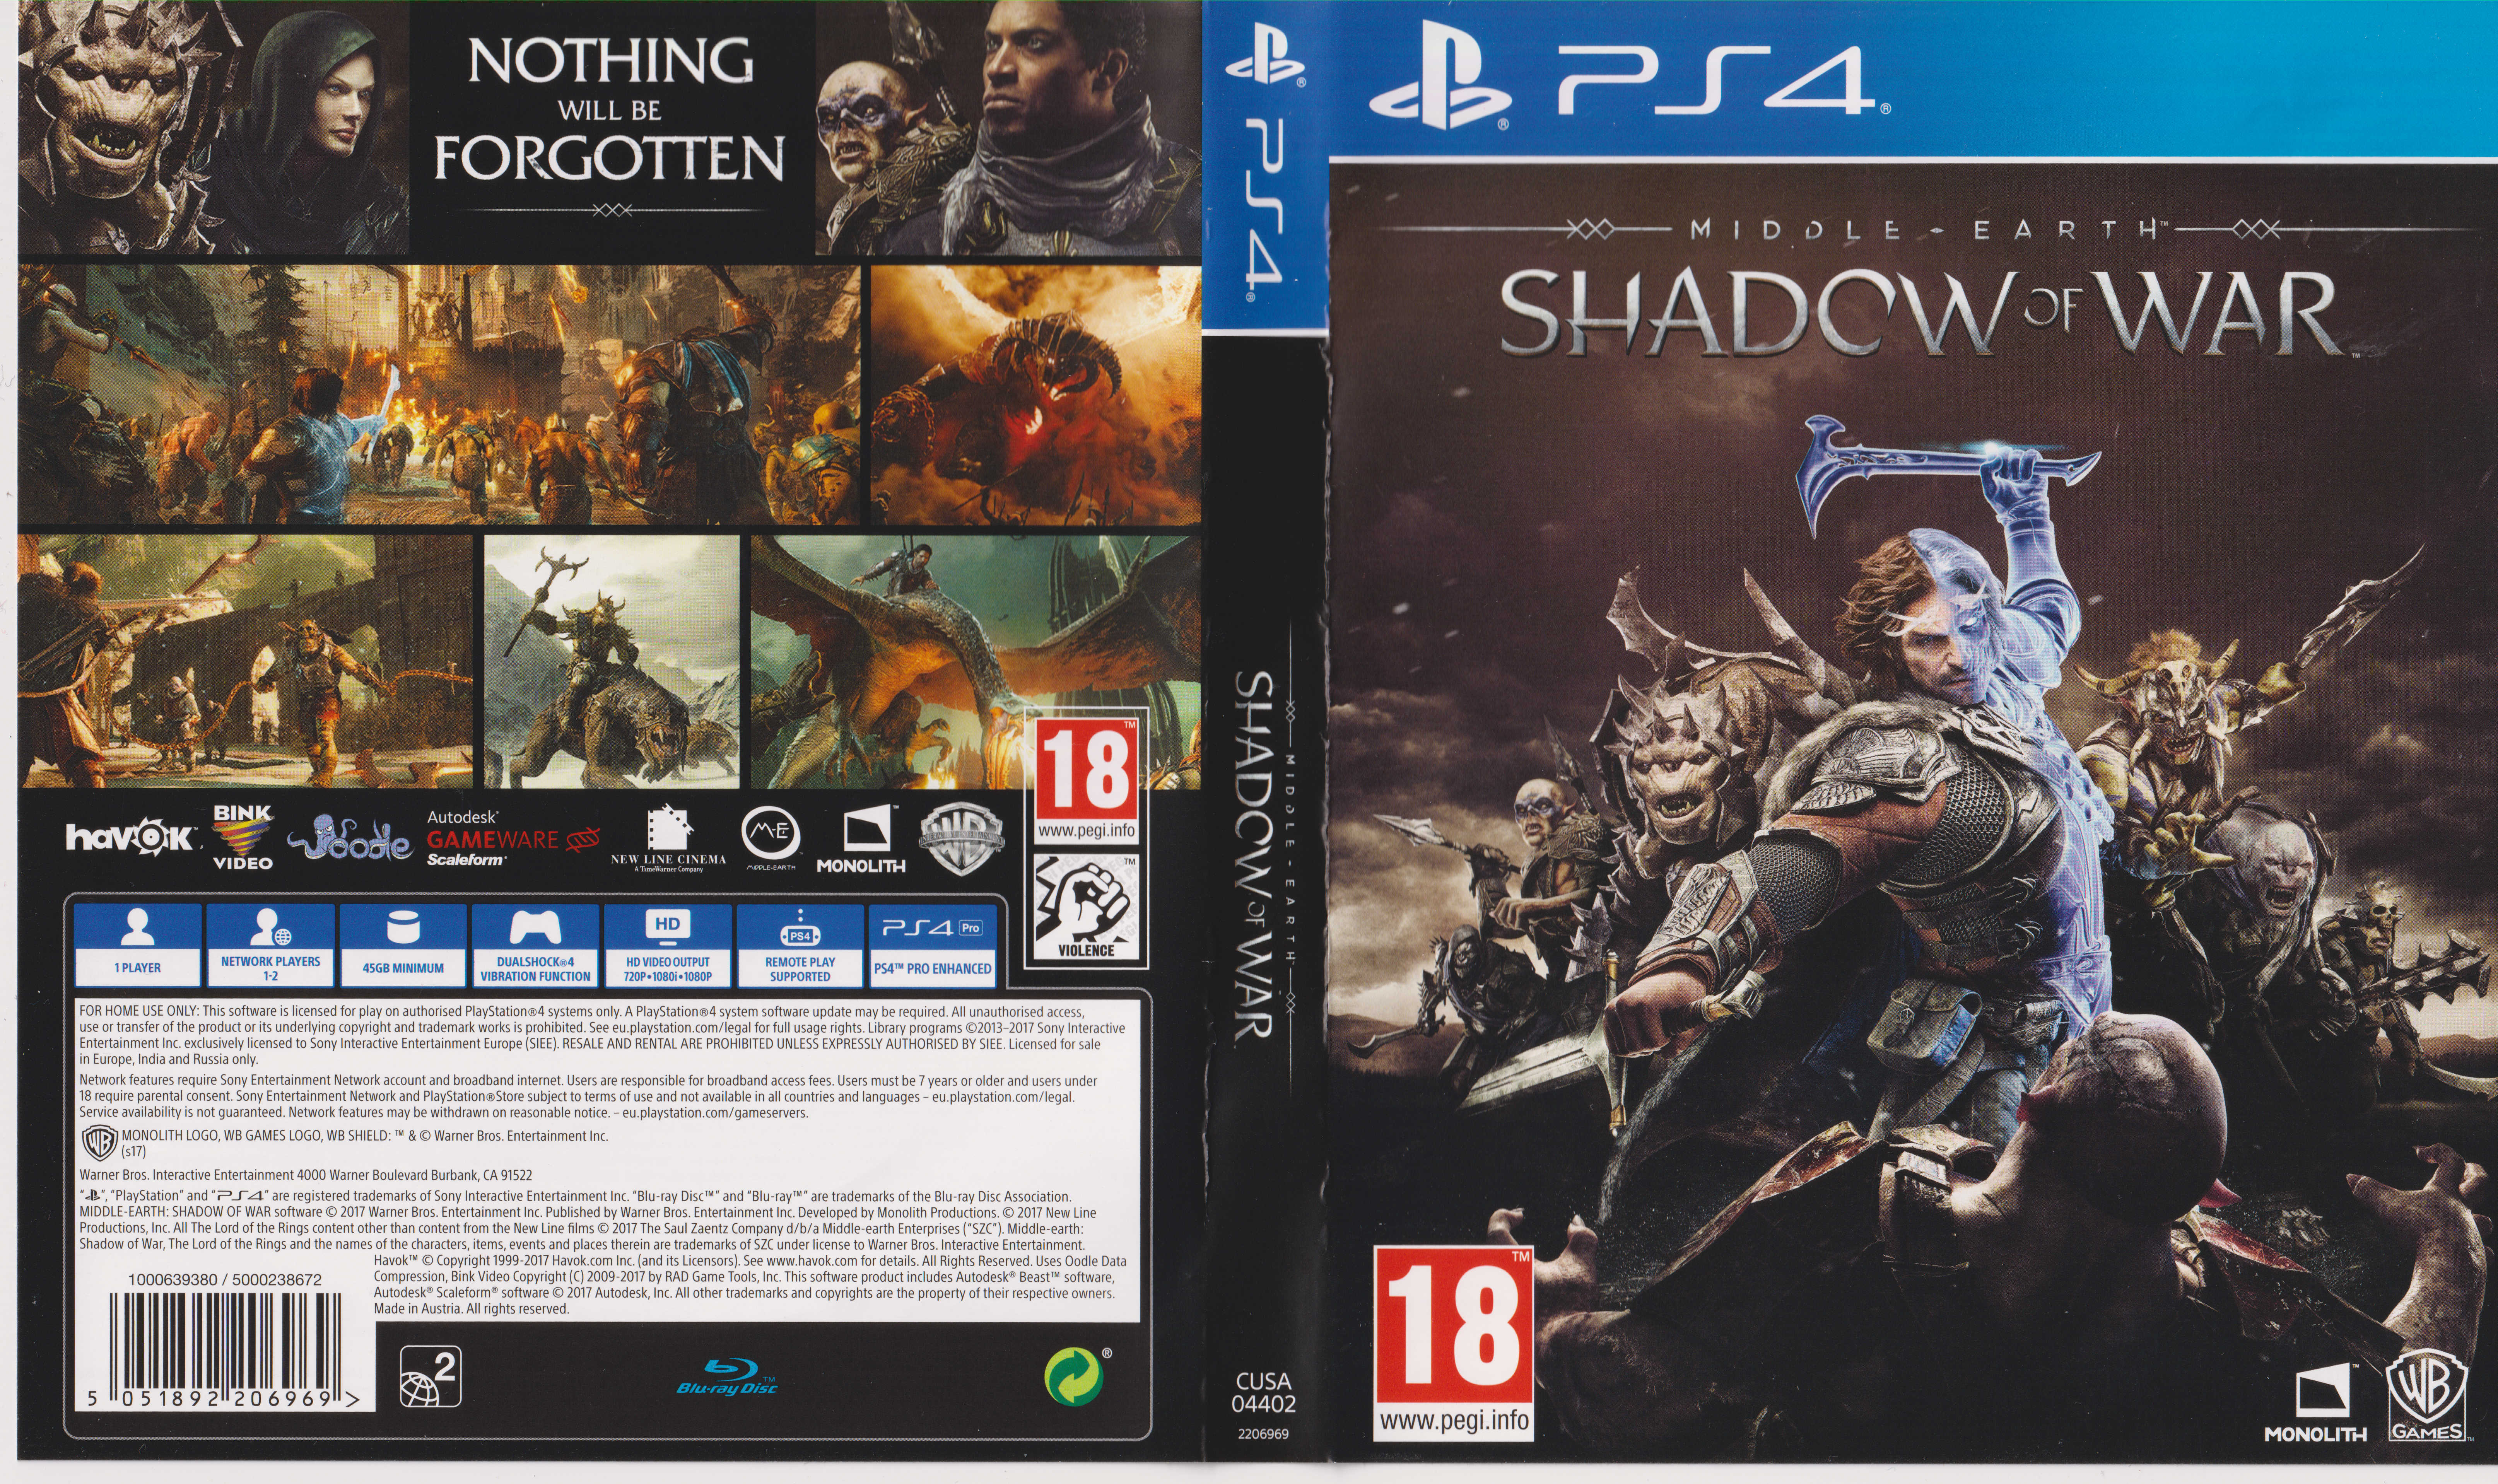 NOTHING
WILL BE
FORGOTTEN
havok™
BINK
VIDEO
oodle
Autodesk®
GAMEWARE
Scaleform®
NEW LINE CINEMA
A TimeWarner Company
M-E
MIDDLE-EARTH
MONOLITH™
WB
18™
www.pegi.info
VIOLENCE
1 PLAYER
NETWORK PLAYERS
1-2
45GB MINIMUM
DUALSHOCK®4
VIBRATION FUNCTION
HD
HD VIDEO OUTPUT
720P•1080i•1080P
PS4
REMOTE PLAY
SUPPORTED
PS4 Pro
PS4™ PRO ENHANCED
FOR HOME USE ONLY: This software is licensed for play on authorised PlayStation®4 systems only. A PlayStation®4 system software update may be required. All unauthorised access,
use or transfer of the product or its underlying copyright and trademark works is prohibited. See eu.playstation.com/legal for full usage rights. Library programs ©2013–2017 Sony Interactive
Entertainment Inc. exclusively licensed to Sony Interactive Entertainment Europe (SIEE). RESALE AND RENTAL ARE PROHIBITED UNLESS EXPRESSLY AUTHORISED BY SIEE. Licensed for sale
in Europe, India and Russia only.
Network features require Sony Entertainment Network account and broadband internet. Users are responsible for broadband access fees. Users must be 7 years or older and users under
18 require parental consent. Sony Entertainment Network and PlayStation®Store subject to terms of use and not available in all countries and languages – eu.playstation.com/legal.
Service availability is not guaranteed. Network features may be withdrawn on reasonable notice. – eu.playstation.com/gameservers.
MONOLITH LOGO, WB GAMES LOGO, WB SHIELD: ™ & © Warner Bros. Entertainment Inc.
(s17)
Warner Bros. Interactive Entertainment 4000 Warner Boulevard Burbank, CA 91522
“ ”, “PlayStation” and “PS4” are registered trademarks of Sony Interactive Entertainment Inc. “Blu-ray Disc™” and “Blu-ray™” are trademarks of the Blu-ray Disc Association.
MIDDLE-EARTH: SHADOW OF WAR software © 2017 Warner Bros. Entertainment Inc. Published by Warner Bros. Entertainment Inc. Developed by Monolith Productions. © 2017 New Line
Productions, Inc. All The Lord of the Rings content other than content from the New Line films © 2017 The Saul Zaentz Company d/b/a Middle-earth Enterprises (“SZC”). Middle-earth:
Shadow of War, The Lord of the Rings and the names of the characters, items, events and places therein are trademarks of SZC under license to Warner Bros. Interactive Entertainment.
Havok™ © Copyright 1999-2017 Havok.com Inc. (and its Licensors). See www.havok.com for details. All Rights Reserved. Uses Oodle Data
Compression, Bink Video Copyright (C) 2009-2017 by RAD Game Tools, Inc. This software product includes Autodesk® Beast™ software,
Autodesk® Scaleform® software © 2017 Autodesk, Inc. All other trademarks and copyrights are the property of their respective owners.
Made in Austria. All rights reserved.
1000639380 / 5000238672
5 051892 206969 >
2
Blu-ray Disc™
PS4®
SHADOW OF WAR
MIDDLE-EARTH
CUSA
04402
2206969
PS4®
MIDDLE-EARTH™
SHADOW OF WAR™
18™
www.pegi.info
MONOLITH™
WB
GAMES™